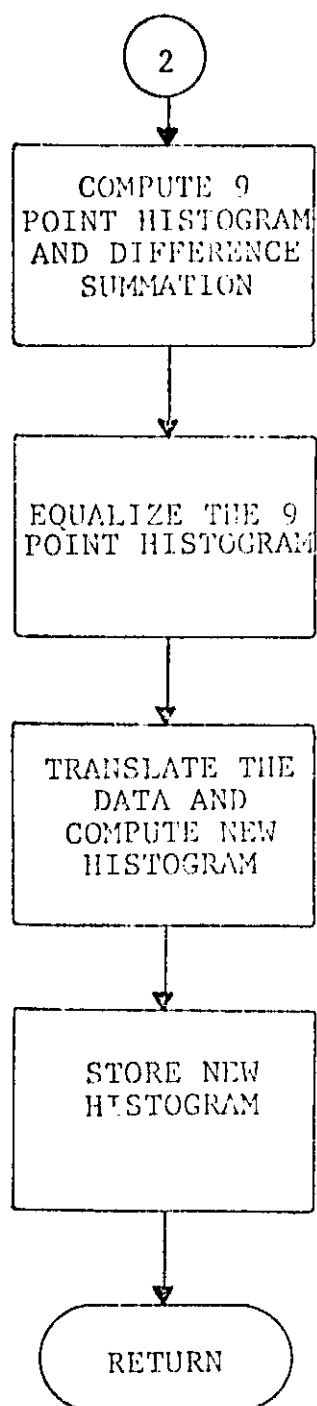 2
COMPUTE 9
POINT HISTOGRAM
AND DIFFERENCE
SUMMATION
EQUALIZE THE 9
POINT HISTOGRAM
TRANSLATE THE
DATA AND
COMPUTE NEW
HISTOGRAM
STORE NEW
HISTOGRAM
RETURN